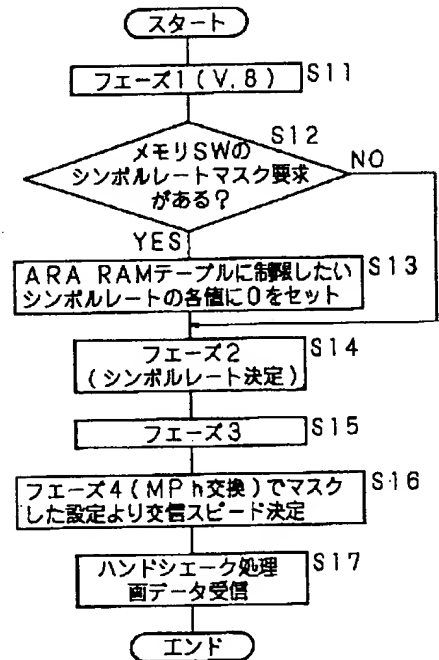 スタート
フェーズ1(V.8) S11
S12
メモリSWの
シンボルレートマスク要求
がある?
NO
YES
ARA RAMテーブルに制限したい
シンボルレートの各値に0をセット
S13
フェーズ2
(シンボルレート決定)
S14
フェーズ3 S15
フェーズ4(MPh交換)でマスク
した設定より交信スピード決定
S16
ハンドシェーク処理
画データ受信
S17
エンド